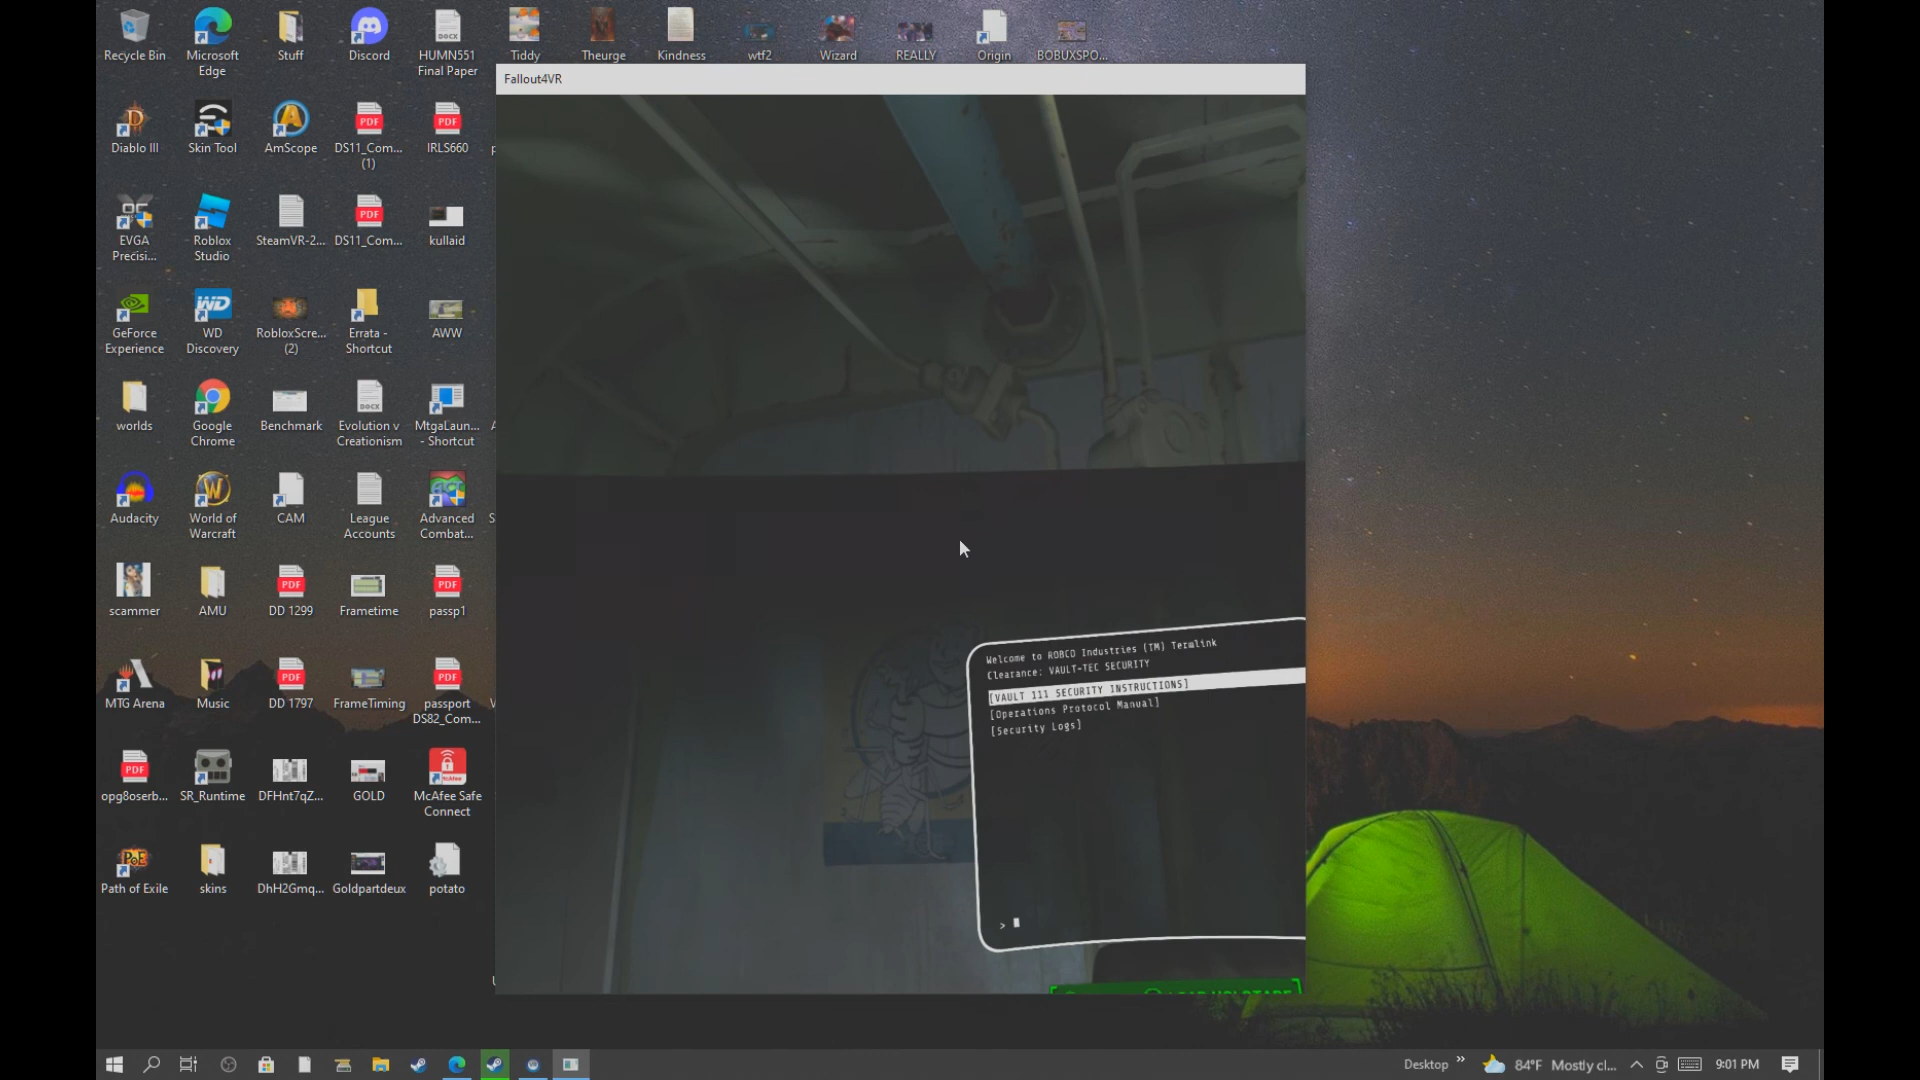 Recycle Bin
Microsoft
Edge
Stuff
Discord
HUMN551
Final Paper
Tiddy
Theurge
Kindness
wtf2
Wizard
REALLY
Origin
BOBUXSPO...
Fallout4VR
Diablo III
Skin Tool
AmScope
DS11_Com...
(1)
IRLS660
EVGA
Precisi...
Roblox
Studio
SteamVR-2...
DS11_Com...
kullaid
GeForce
Experience
WD
Discovery
RobloxScre...
(2)
Errata -
Shortcut
AWW
worlds
Google
Chrome
Benchmark
Evolution v
Creationism
MtgaLaun...
- Shortcut
Audacity
World of
Warcraft
CAM
League
Accounts
Advanced
Combat...
scammer
AMU
DD 1299
Frametime
passp1
MTG Arena
Music
DD 1797
FrameTiming
passport
DS82_Com...
opg8oserb...
SR_Runtime
DFHnt7qZ...
GOLD
McAfee Safe
Connect
Path of Exile
skins
DhH2Gmq...
Goldpartdeux
potato
Welcome to ROBCO Industries (TM) Termlink
Clearance: VAULT-TEC SECURITY
[VAULT 111 SECURITY INSTRUCTIONS]
[Operations Protocol Manual]
[Security Logs]
>
Desktop
84°F Mostly cl...
9:01 PM